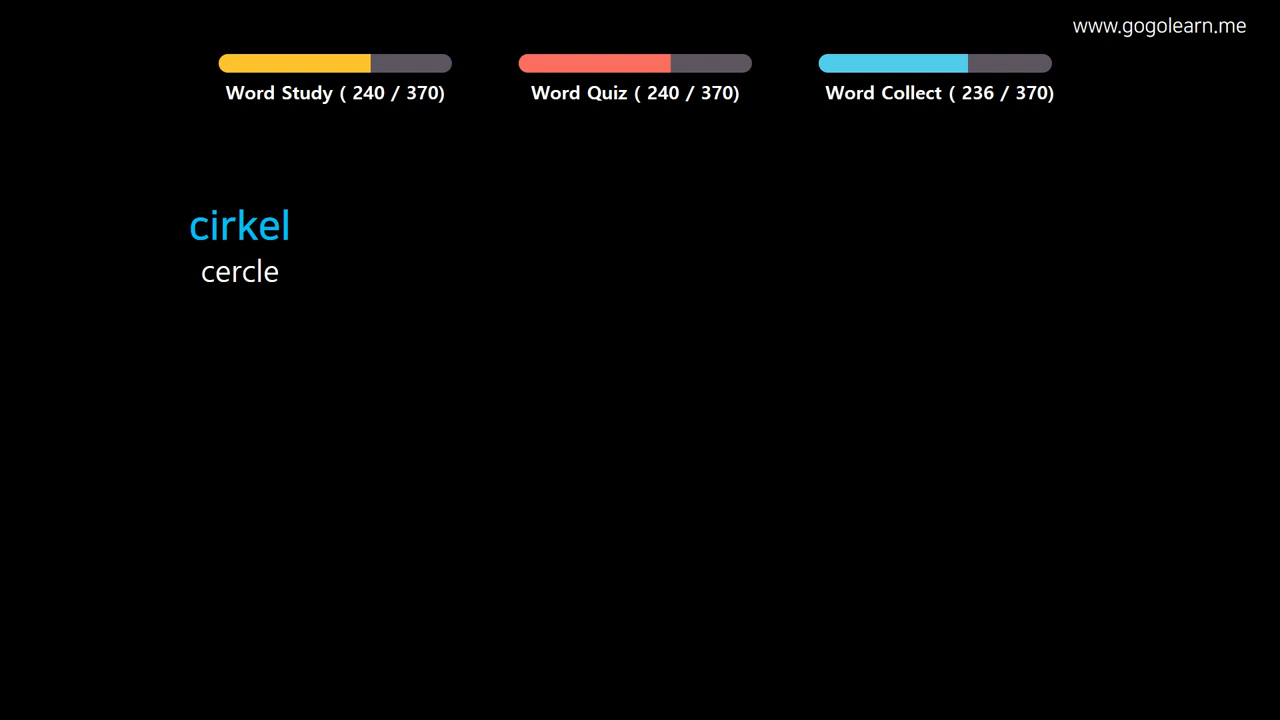 www.gogolearn.me
Word Study ( 240 / 370)
Word Quiz ( 240 / 370)
Word Collect ( 236 / 370)
cirkel
cercle